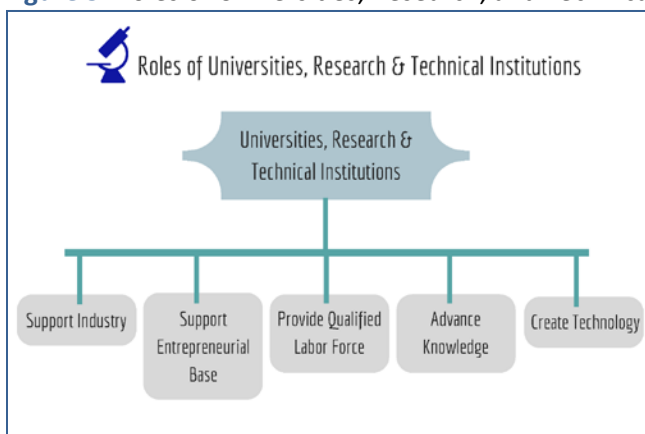 Roles of Universities, Research & Technical Institutions
Universities, Research &
Technical Institutions
Support Industry
Support
Entrepreneurial
Base
Provide Qualified
Labor Force
Advance
Knowledge
Create Technology